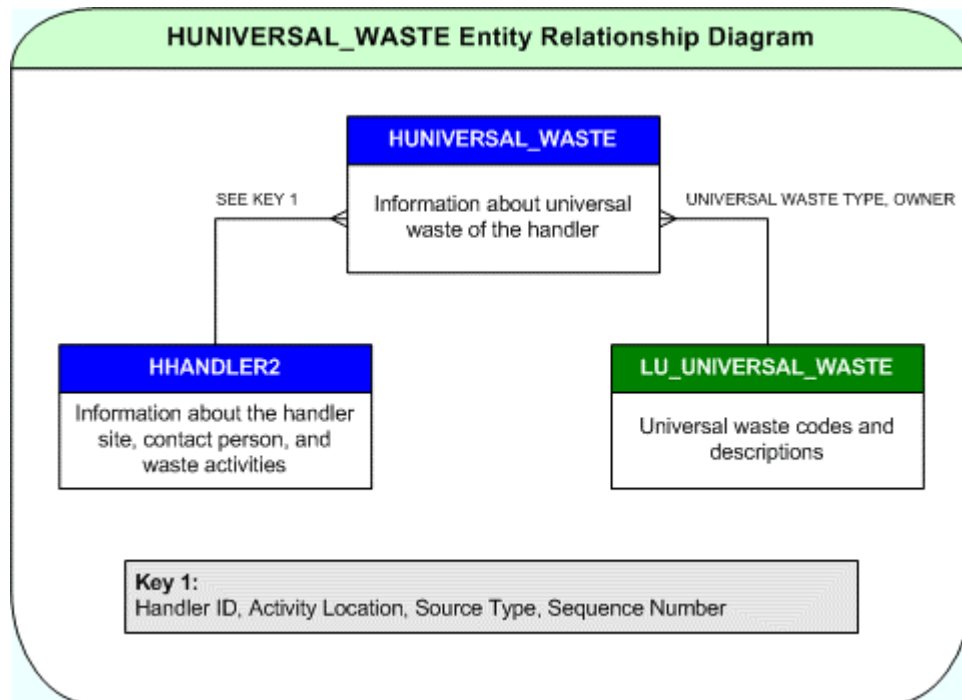 HUNIVERSAL_WASTE Entity Relationship Diagram
HUNIVERSAL_WASTE
SEE KEY 1
Information about universal
waste of the handler
UNIVERSAL WASTE TYPE, OWNER
HHANDLER2
Information about the handler
site, contact person, and
waste activities
LU_UNIVERSAL_WASTE
Universal waste codes and
descriptions
Key 1:
Handler ID, Activity Location, Source Type, Sequence Number